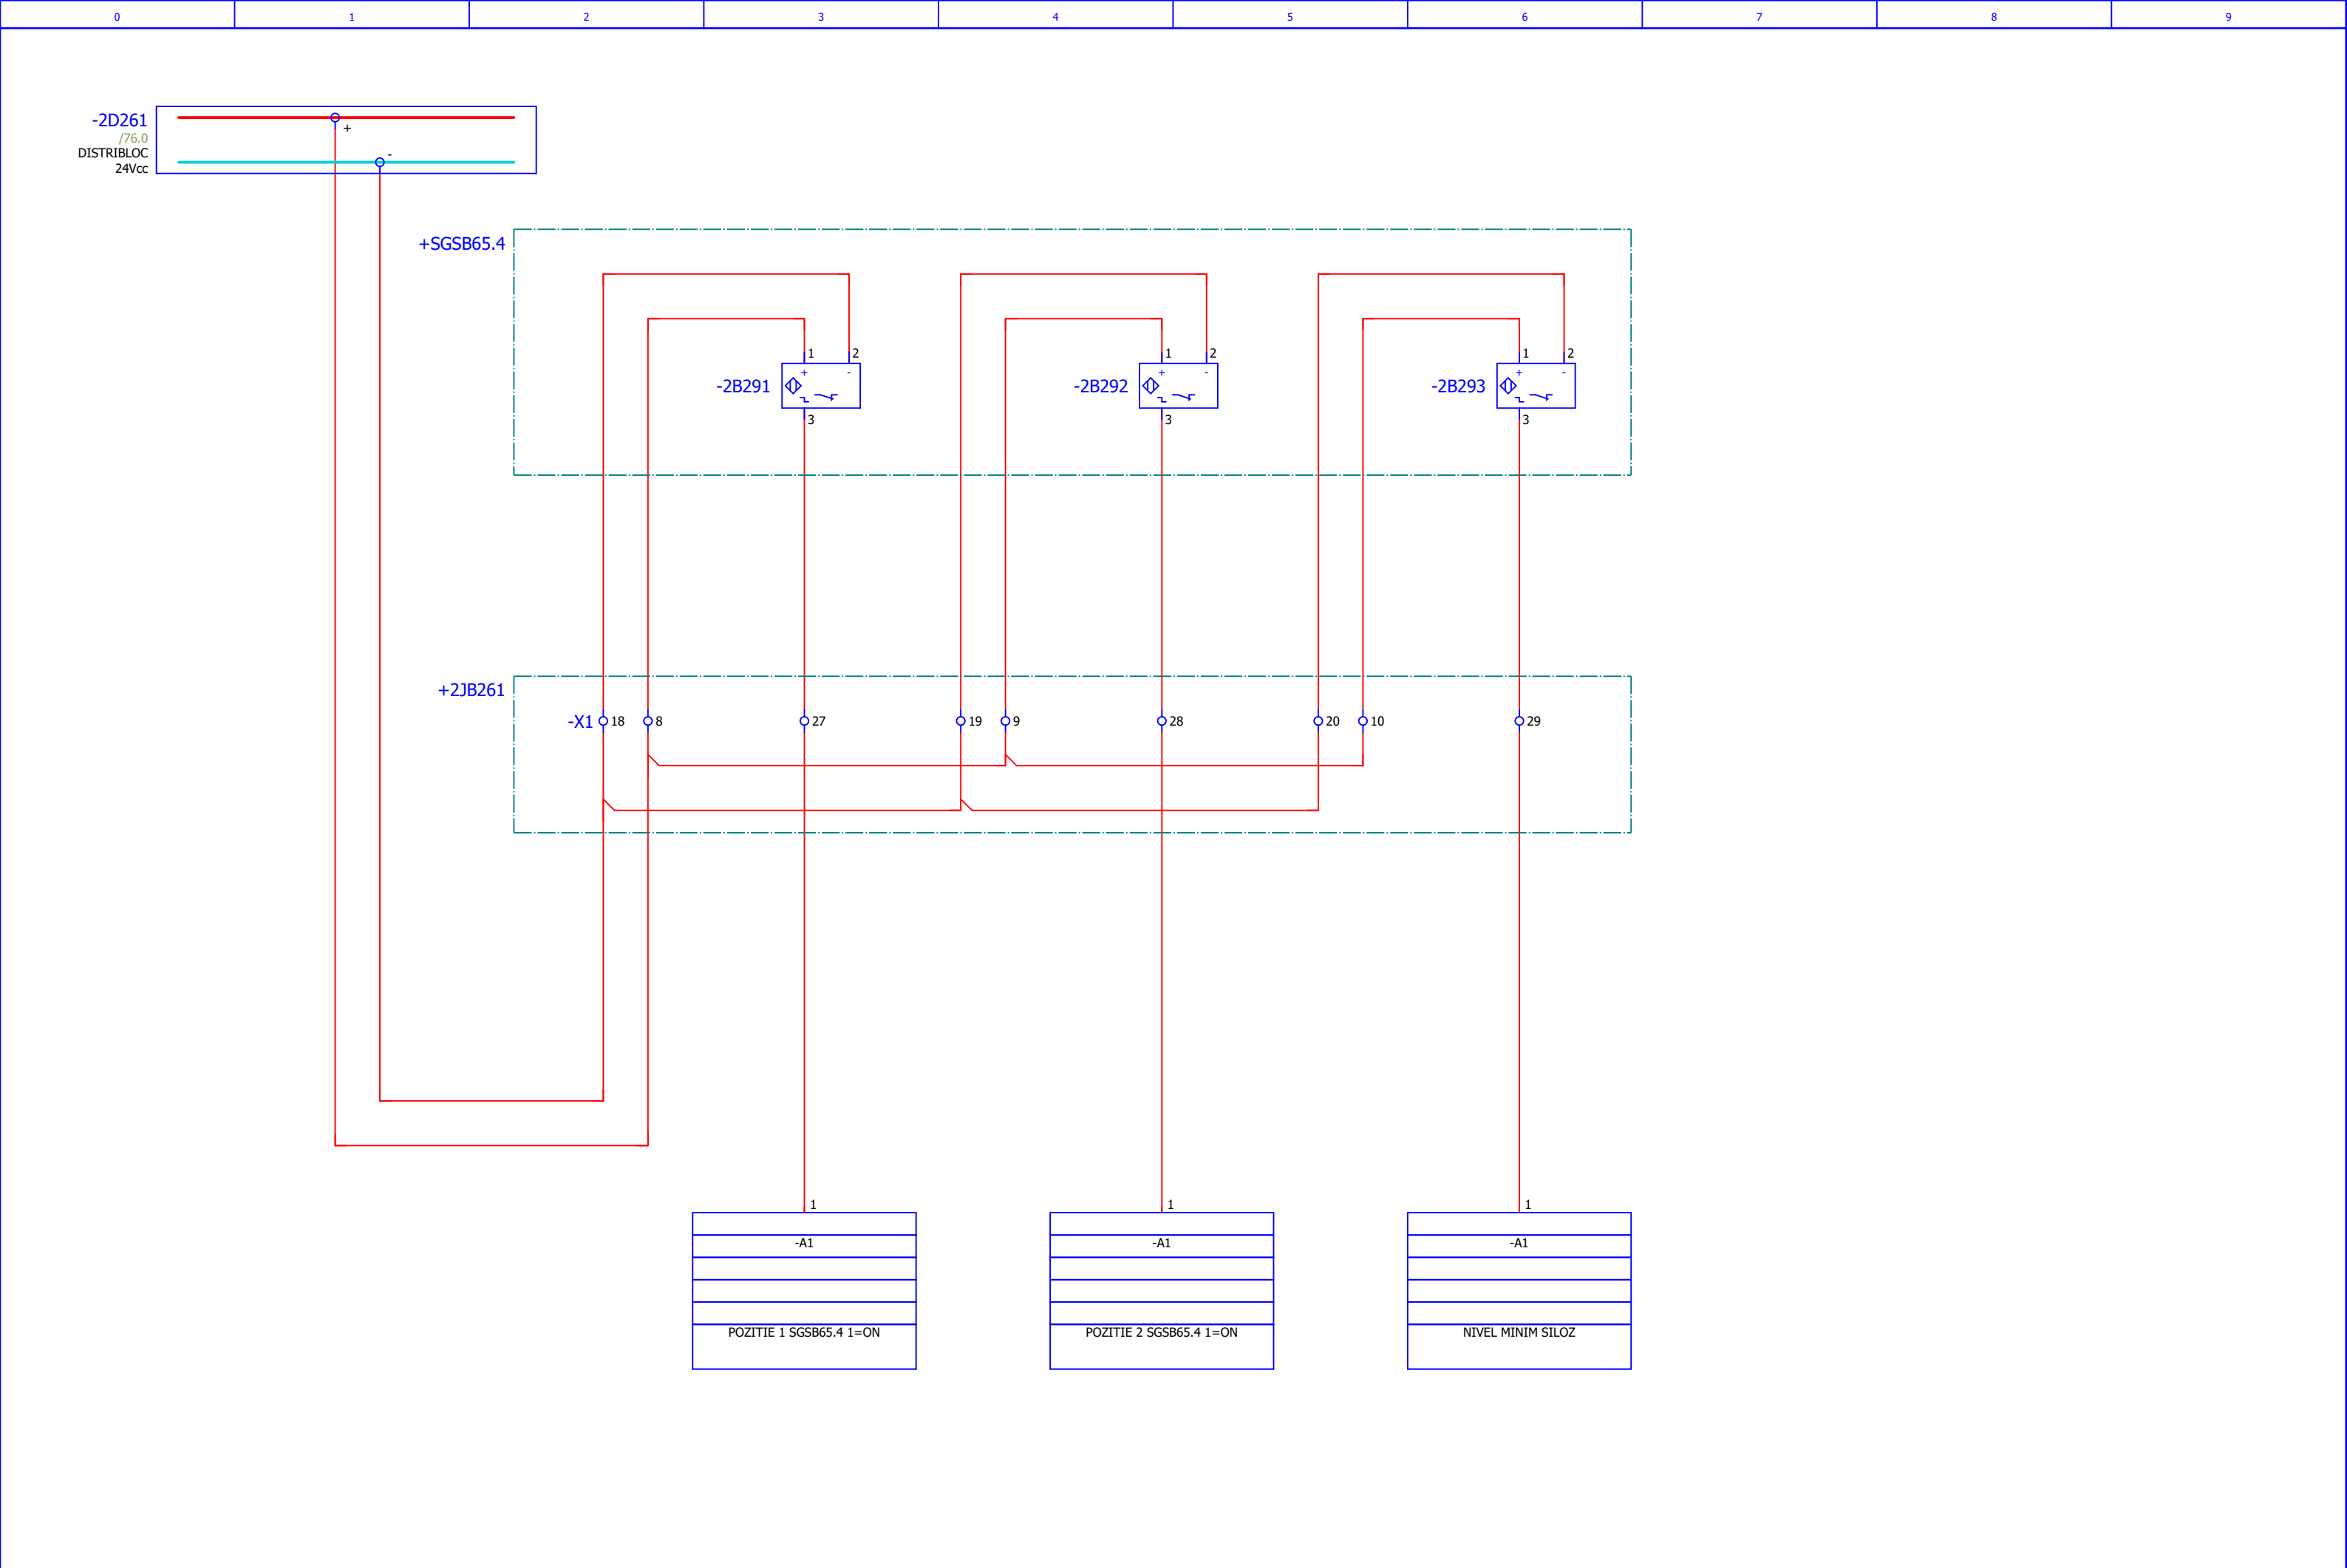 0 1 2 3 4 5 6 7 8 9
-2D261
/76.0
DISTRIBLOC
24Vcc
+
-
+SGSB65.4
1 2 1 2 1 2
+ - + - + -
-2B291 -2B292 -2B293
3 3 3
+2JB261
-X1 18 8 27 19 9 28 20 10 29
1 1 1
-A1 -A1 -A1
POZITIE 1 SGSB65.4 1=ON POZITIE 2 SGSB65.4 1=ON NIVEL MINIM SILOZ